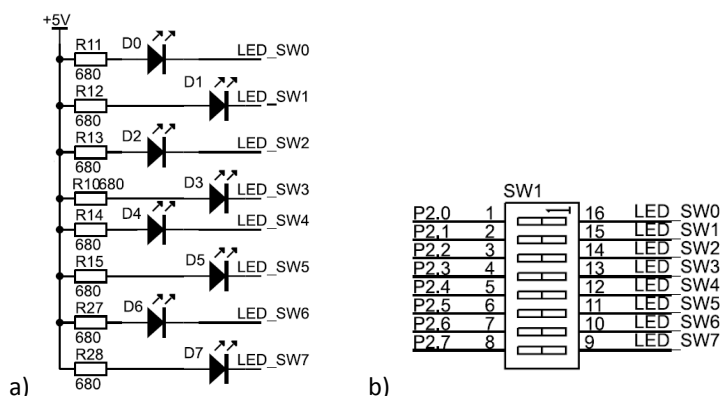 +5V
R11 D0 LED_SW0
680
R12 D1 LED_SW1
680
R13 D2 LED_SW2
680
R10 680 D3 LED_SW3
R14 D4 LED_SW4
680
R15 D5 LED_SW5
680
R27 D6 LED_SW6
680
R28 D7 LED_SW7
680
a)
SW1
P2.0 1 16 LED_SW0
P2.1 2 15 LED_SW1
P2.2 3 14 LED_SW2
P2.3 4 13 LED_SW3
P2.4 5 12 LED_SW4
P2.5 6 11 LED_SW5
P2.6 7 10 LED_SW6
P2.7 8 9 LED_SW7
b)